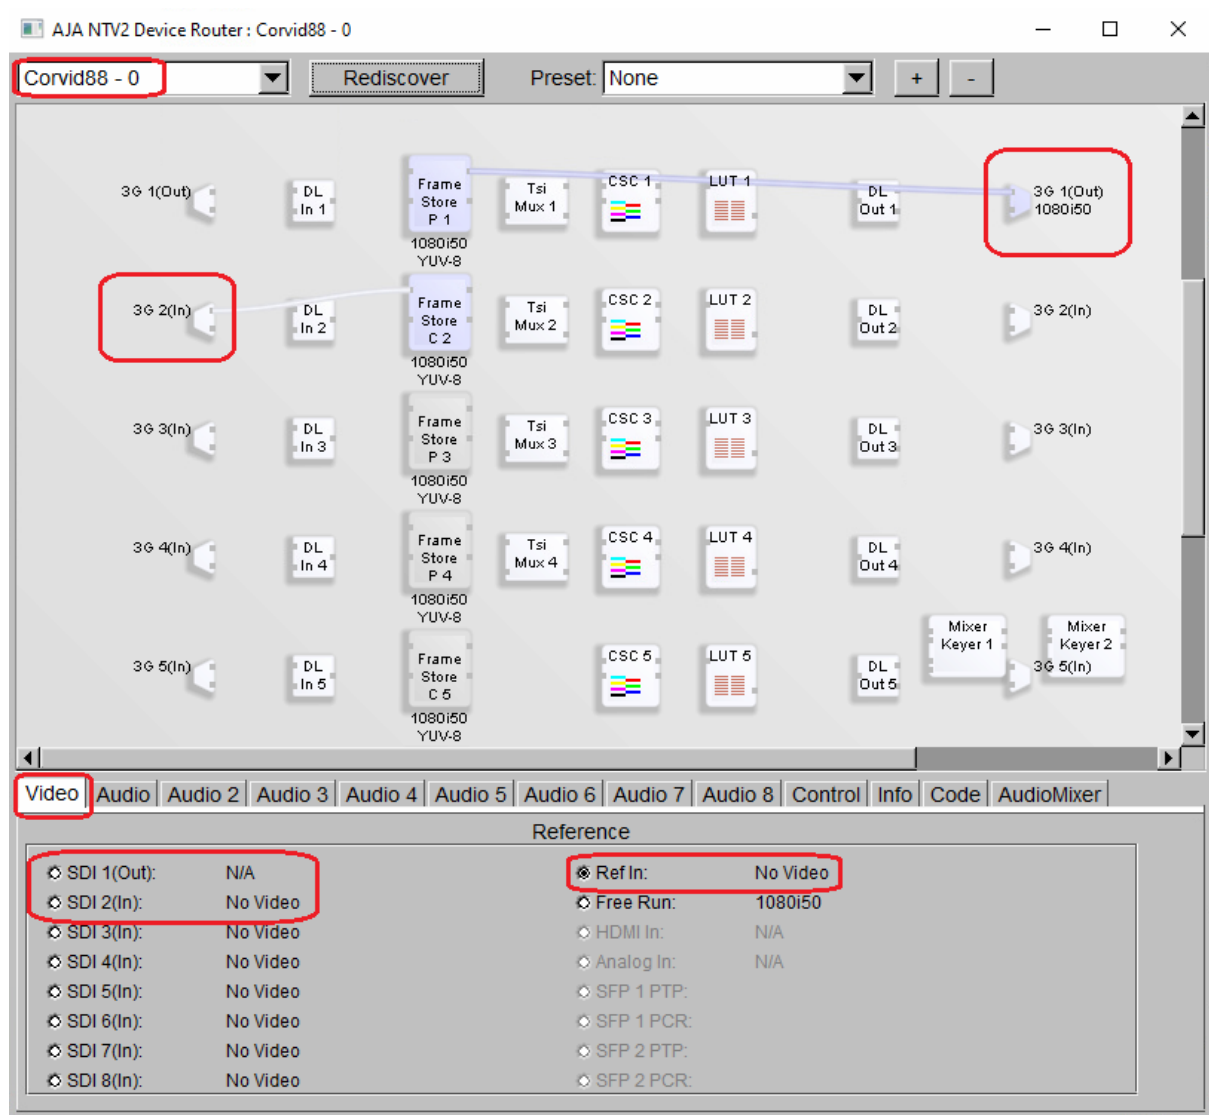 AJA NTV2 Device Router : Corvid88 - 0
Corvid88 - 0 Rediscover Preset: None + -
3G 1(Out) DL In 1 Frame Store P 1 Tsi Mux 1 CSC 1 LUT 1 DL Out 1 3G 1(Out)
1080i50
1080i50
YUV-8
3G 2(In) DL In 2 Frame Store C 2 Tsi Mux 2 CSC 2 LUT 2 DL Out 2 3G 2(In)
1080i50
YUV-8
3G 3(In) DL In 3 Frame Store P 3 Tsi Mux 3 CSC 3 LUT 3 DL Out 3 3G 3(In)
1080i50
YUV-8
3G 4(In) DL In 4 Frame Store P 4 Tsi Mux 4 CSC 4 LUT 4 DL Out 4 3G 4(In)
1080i50
YUV-8
Mixer Keyer 1 Mixer Keyer 2
3G 5(In) DL In 5 Frame Store C 5 CSC 5 LUT 5 DL Out 5 3G 5(In)
1080i50
YUV-8
Video Audio Audio 2 Audio 3 Audio 4 Audio 5 Audio 6 Audio 7 Audio 8 Control Info Code AudioMixer
Reference
SDI 1(Out): N/A Ref In: No Video
SDI 2(In): No Video Free Run: 1080i50
SDI 3(In): No Video HDMI In: N/A
SDI 4(In): No Video Analog In: N/A
SDI 5(In): No Video SFP 1 PTP:
SDI 6(In): No Video SFP 1 PCR:
SDI 7(In): No Video SFP 2 PTP:
SDI 8(In): No Video SFP 2 PCR: